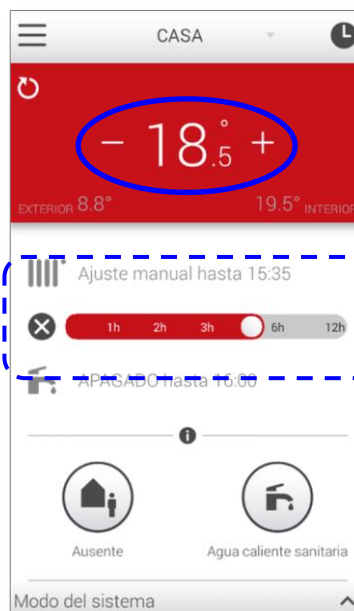 CASA
− 18.5° +
EXTERIOR 8.8° 19.5° INTERIOR
Ajuste manual hasta 15:35
1h 2h 3h 6h 12h
APAGADO hasta 16:00
Ausente Agua caliente sanitaria
Modo del sistema